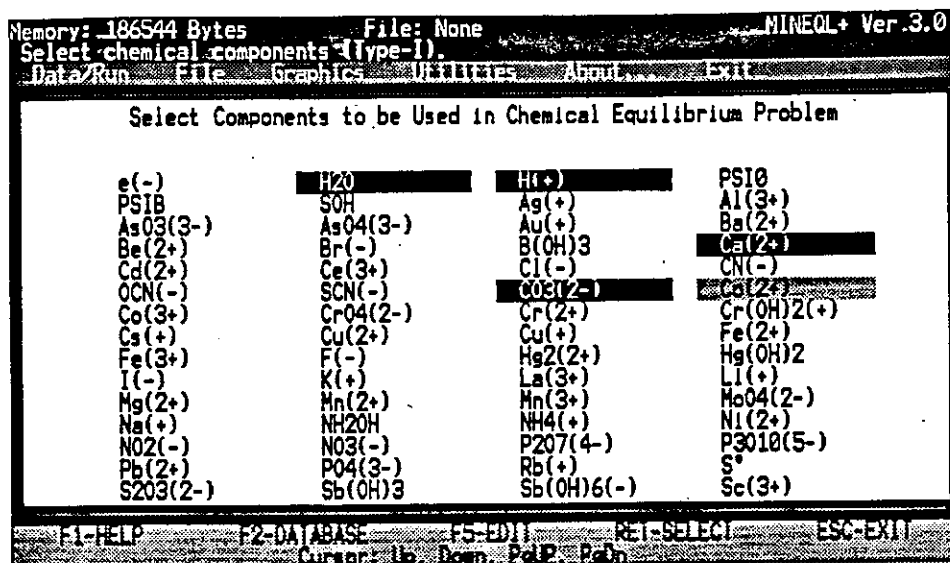 Memory: 186544 Bytes File: None MINEQL+ Ver.3.0
Select chemical components (Type-I).
Data/Run File Graphics Utilities About Exit
Select Components to be Used in Chemical Equilibrium Problem
e(-) H2O H(+) PSI0
PSIB SOH Ag(+) Al(3+)
AsO3(3-) AsO4(3-) Au(+) Ba(2+)
Be(2+) Br(-) B(OH)3 Ca(2+)
Cd(2+) Ce(3+) Cl(-) CN(-)
OCN(-) SCN(-) CO3(2-) Co(2+)
Co(3+) CrO4(2-) Cr(2+) Cr(OH)2(+)
Cs(+) Cu(2+) Cu(+) Fe(2+)
Fe(3+) F(-) Hg2(2+) Hg(OH)2
I(-) K(+) La(3+) LI(+)
Mg(2+) Mn(2+) Mn(3+) MoO4(2-)
Na(+) NH2OH NH4(+) NI(2+)
NO2(-) NO3(-) P2O7(4-) P3O10(5-)
Pb(2+) PO4(3-) Rb(+) S°
S2O3(2-) Sb(OH)3 Sb(OH)6(-) Sc(3+)
F1-HELP F2-DATABASE F5-EDIT RET-SELECT ESC-EXIT
Cursor: Up, Down, PgUP, PgDn